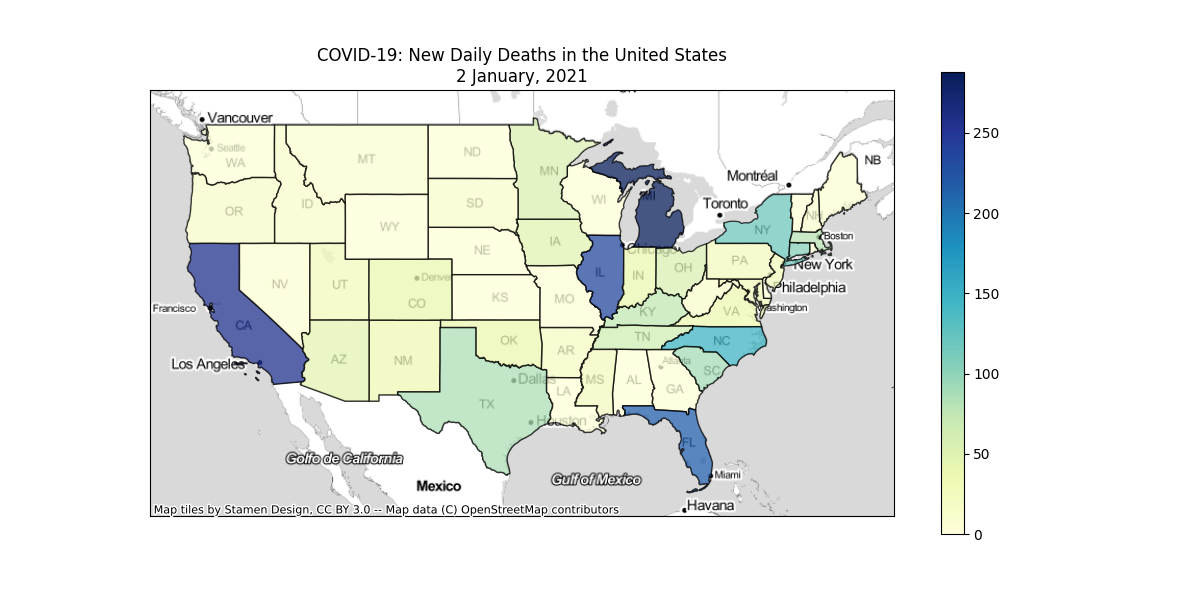 COVID-19: New Daily Deaths in the United States
2 January, 2021
Vancouver
Seattle
WA
MT
ND
MN
NB
Montréal
OR
ID
SD
WI
MI
Toronto
NH
WY
NY
Boston
NE
IA
Chicago
PA
New York
NV
UT
Denver
CO
IL
IN
OH
Philadelphia
KS
MO
KY
VA
Washington
Francisco
CA
Los Angeles
AZ
NM
OK
AR
TN
NC
Atlanta
SC
Dallas
MS
AL
GA
LA
TX
Houston
FL
Golfo de California
Gulf of Mexico
Miami
Mexico
Havana
Map tiles by Stamen Design, CC BY 3.0 -- Map data (C) OpenStreetMap contributors
250
200
150
100
50
0